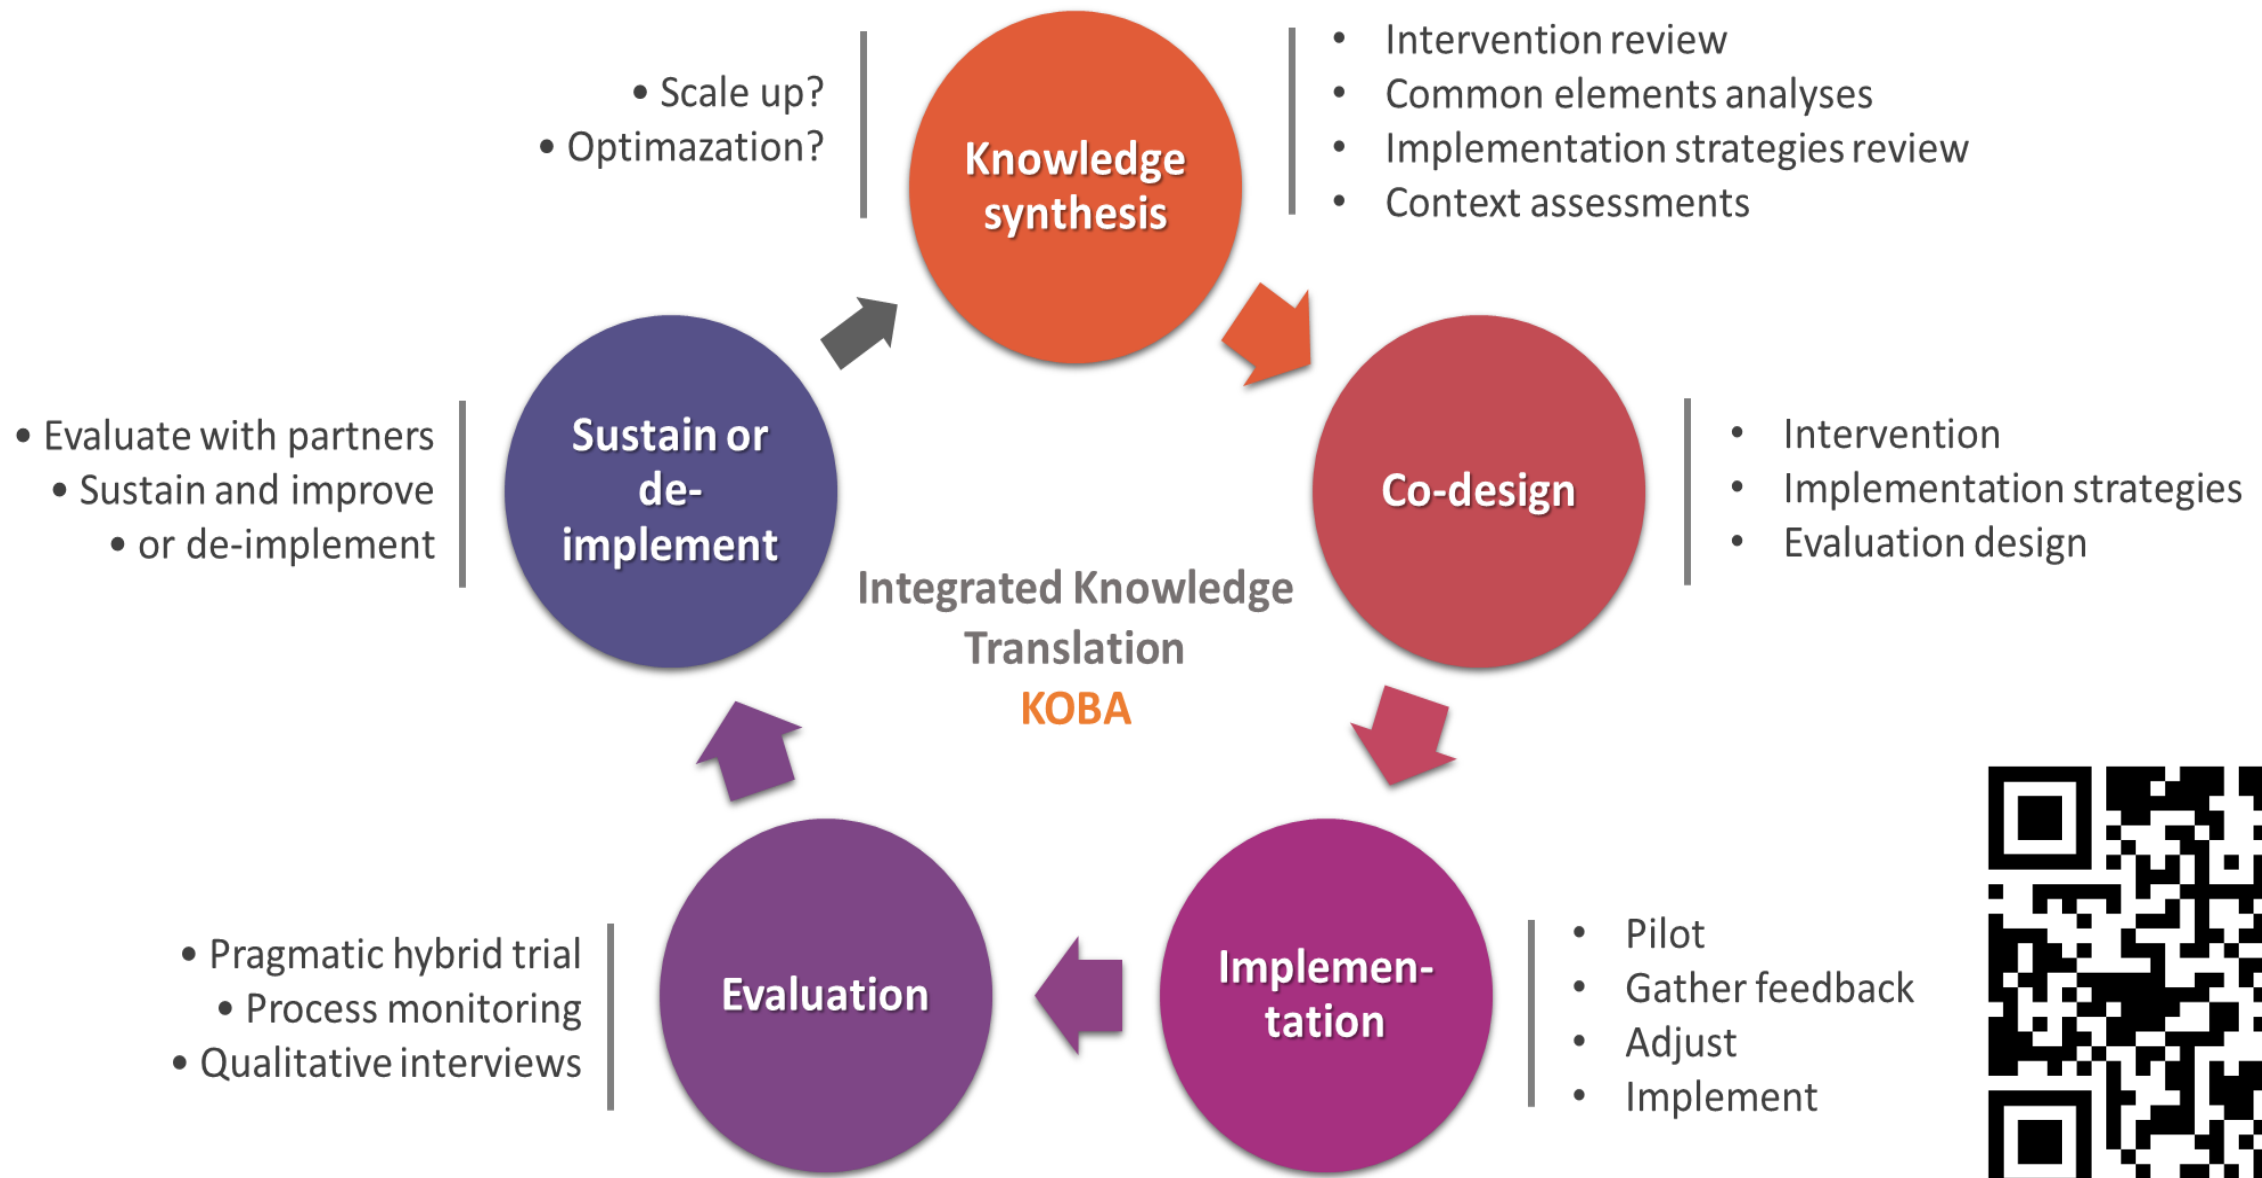 • Scale up?
• Optimazation?
Knowledge
synthesis
• Intervention review
• Common elements analyses
• Implementation strategies review
• Context assessments
Co-design
• Intervention
• Implementation strategies
• Evaluation design
Implemen-
tation
• Pilot
• Gather feedback
• Adjust
• Implement
Evaluation
• Pragmatic hybrid trial
• Process monitoring
• Qualitative interviews
Sustain or
de-
implement
• Evaluate with partners
• Sustain and improve
• or de-implement
Integrated Knowledge
Translation
KOBA